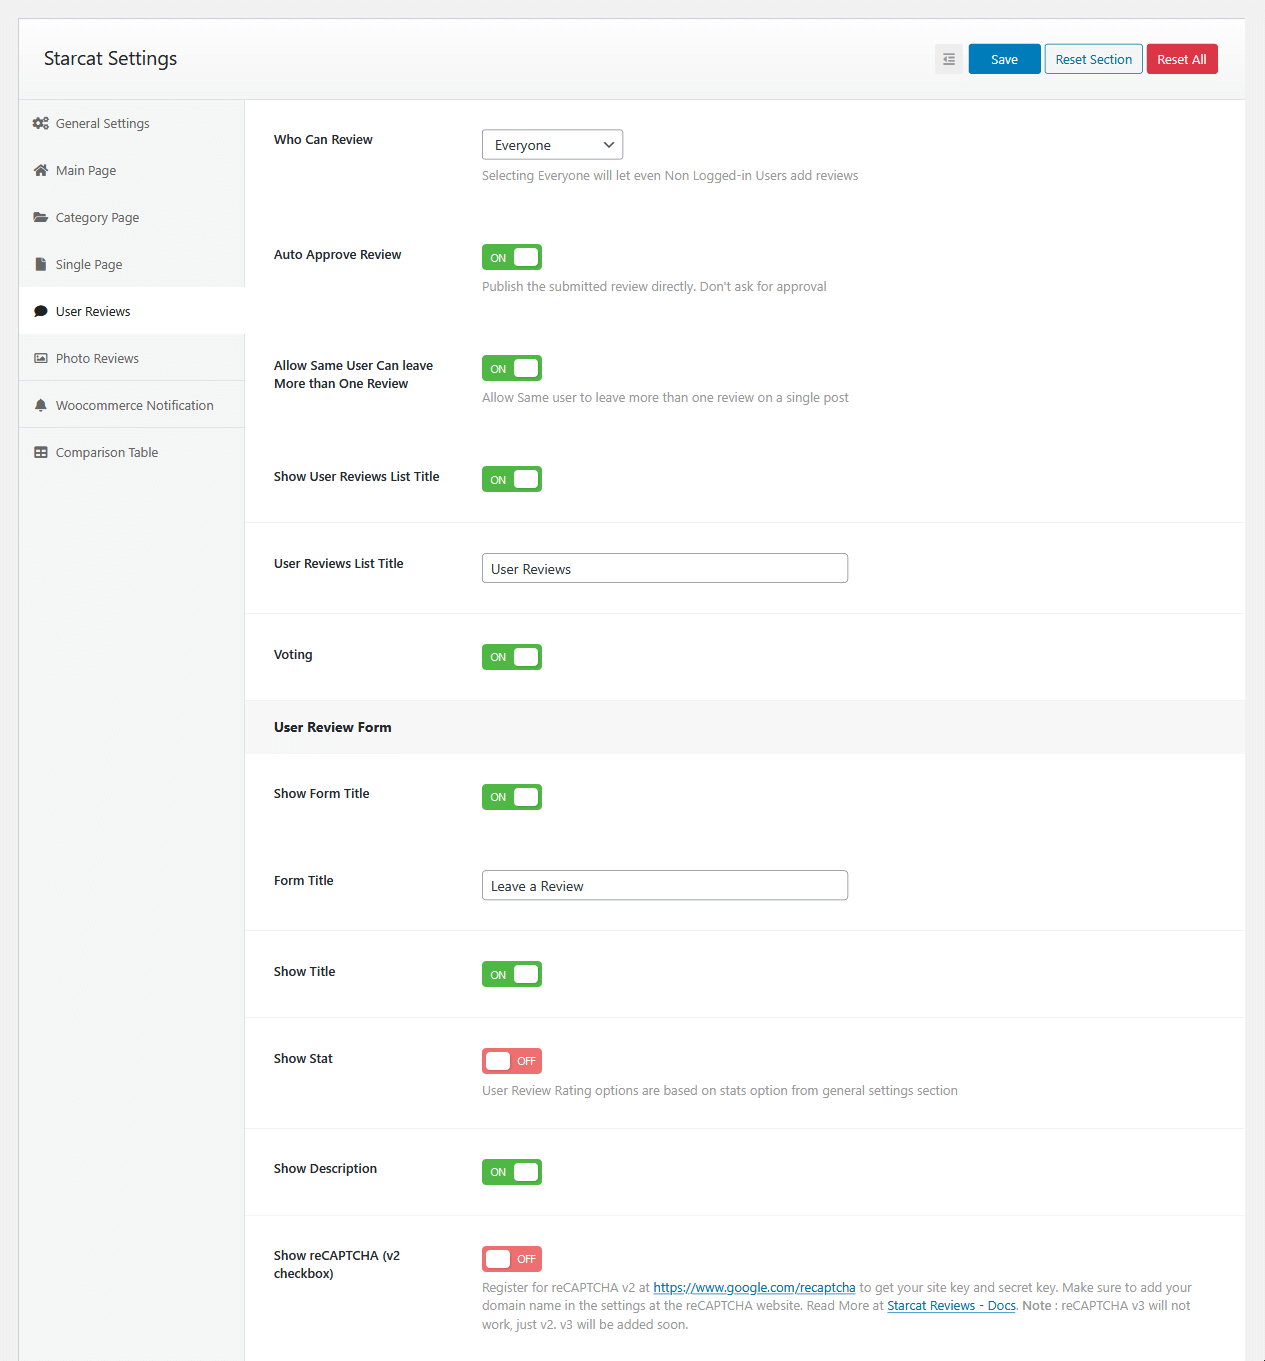 Starcat Settings
Save
Reset Section
Reset All
General Settings
Main Page
Category Page
Single Page
User Reviews
Photo Reviews
Woocommerce Notification
Comparison Table
Who Can Review
Everyone
Selecting Everyone will let even Non Logged-in Users add reviews
Auto Approve Review
ON
Publish the submitted review directly. Don't ask for approval
Allow Same User Can leave
More than One Review
ON
Allow Same user to leave more than one review on a single post
Show User Reviews List Title
ON
User Reviews List Title
User Reviews
Voting
ON
User Review Form
Show Form Title
ON
Form Title
Leave a Review
Show Title
ON
Show Stat
OFF
User Review Rating options are based on stats option from general settings section
Show Description
ON
Show reCAPTCHA (v2
checkbox)
OFF
Register for reCAPTCHA v2 at https://www.google.com/recaptcha to get your site key and secret key. Make sure to add your
domain name in the settings at the reCAPTCHA website. Read More at Starcat Reviews - Docs. Note : reCAPTCHA v3 will not
work, just v2. v3 will be added soon.